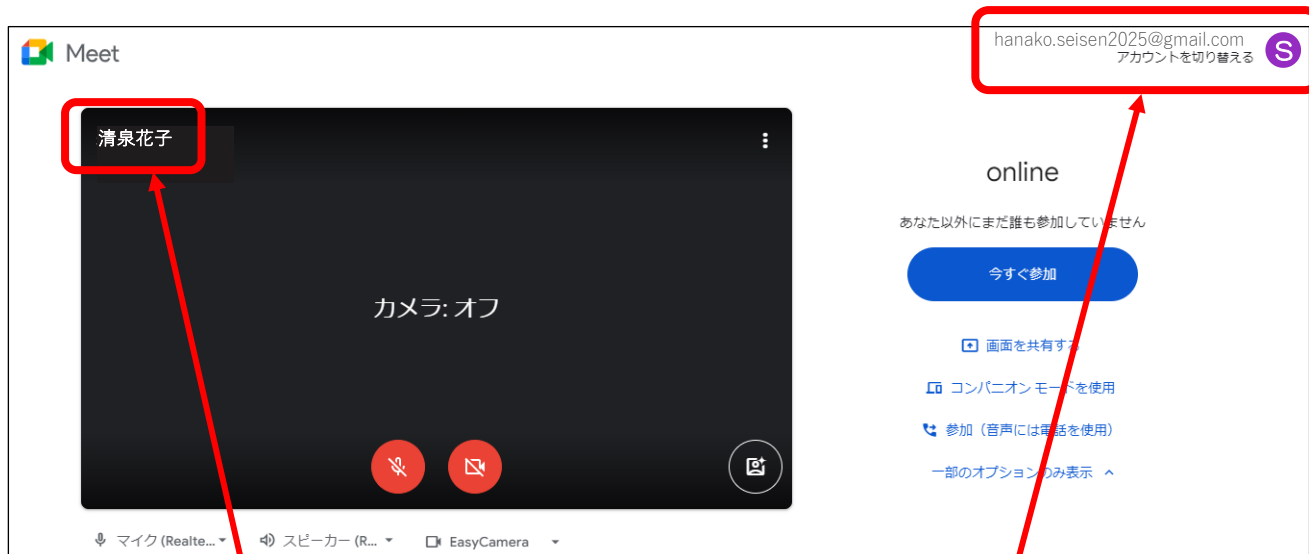 Meet
hanako.seisen2025@gmail.com
アカウントを切り替える
S
清泉花子
カメラ: オフ
online
あなた以外にまだ誰も参加していません
今すぐ参加
画面を共有する
コンパニオン モードを使用
参加（音声には電話を使用）
一部のオプションのみ表示
マイク (Realte...
スピーカー (R...
EasyCamera